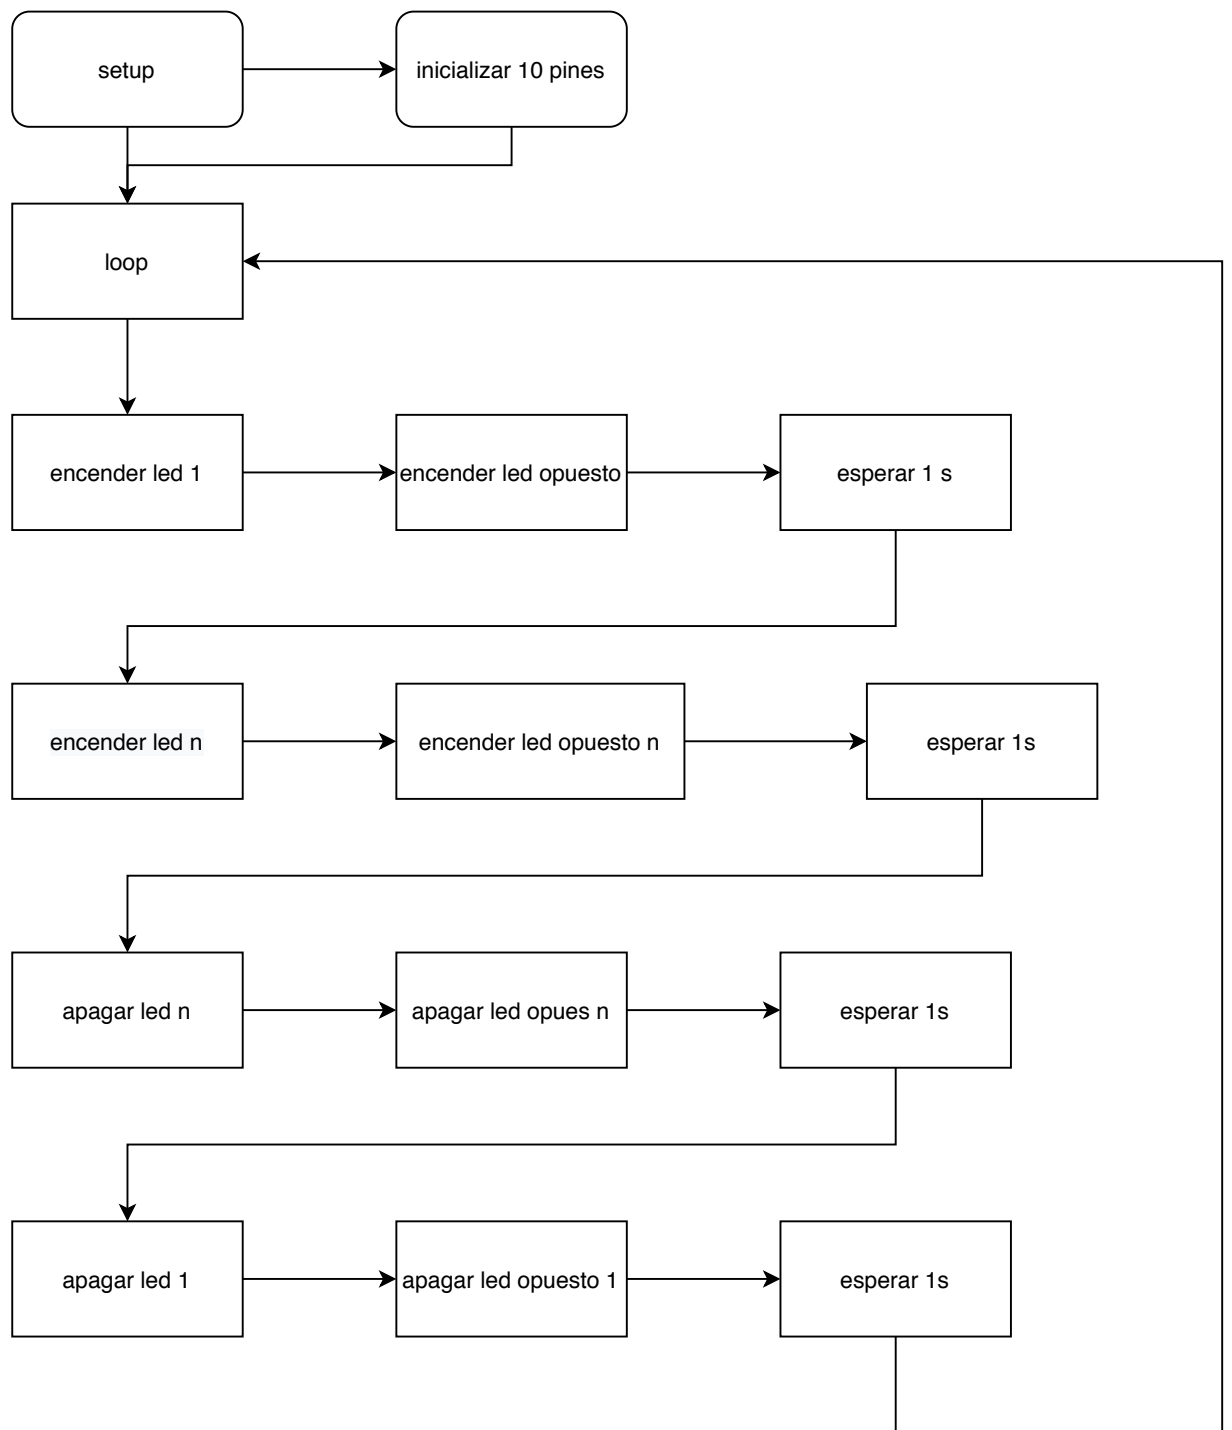 setup
inicializar 10 pines
loop
encender led 1
encender led opuesto
esperar 1 s
encender led n
encender led opuesto n
esperar 1s
apagar led n
apagar led opues n
esperar 1s
apagar led 1
apagar led opuesto 1
esperar 1s